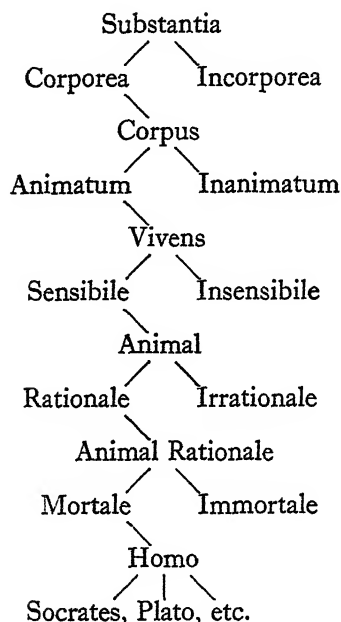 Substantia
Corporea Incorporea
Corpus
Animatum Inanimatum
Vivens
Sensibile Insensibile
Animal
Rationale Irrationale
Animal Rationale
Mortale Immortale
Homo
Socrates, Plato, etc.